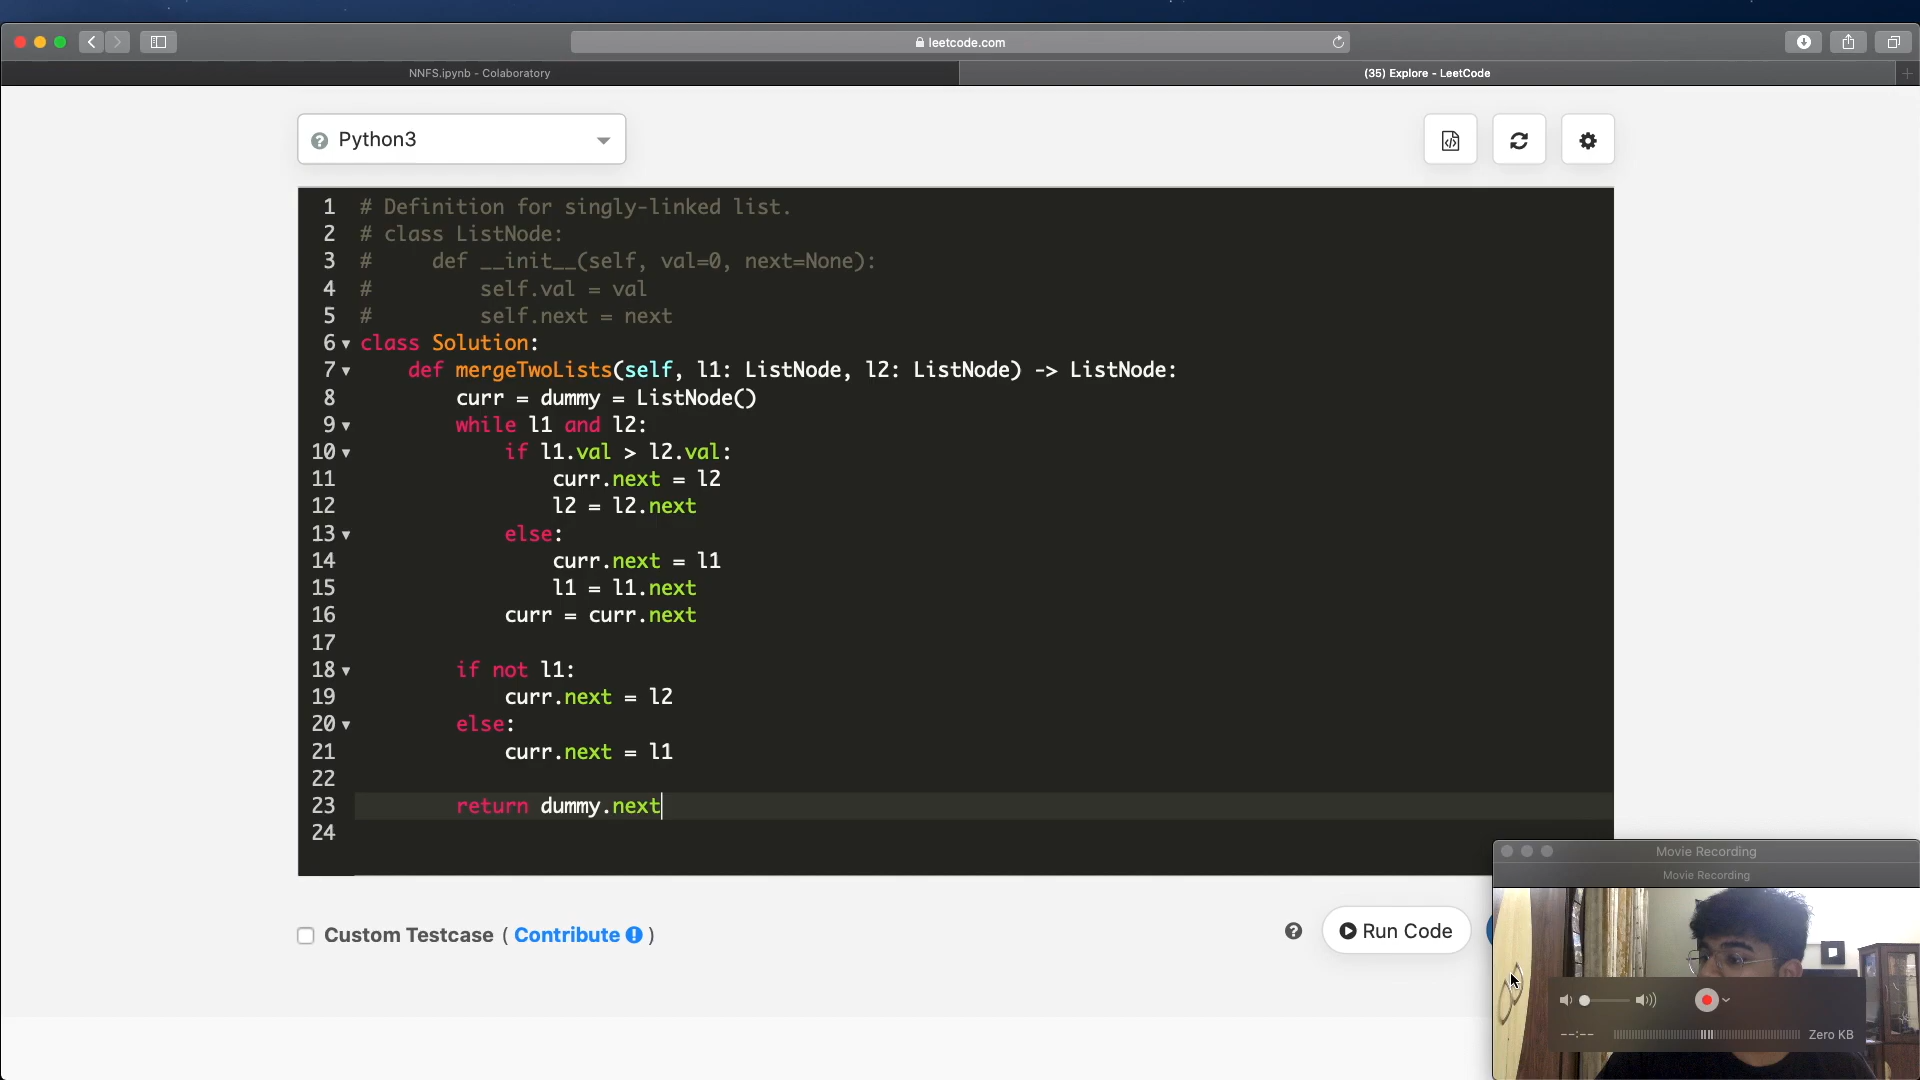 leetcode.com
NNFS.ipynb - Colaboratory
(35) Explore - LeetCode
Python3
1 # Definition for singly-linked list.
2 # class ListNode:
3 #     def __init__(self, val=0, next=None):
4 #         self.val = val
5 #         self.next = next
6 class Solution:
7     def mergeTwoLists(self, l1: ListNode, l2: ListNode) -> ListNode:
8         curr = dummy = ListNode()
9         while l1 and l2:
10             if l1.val > l2.val:
11                 curr.next = l2
12                 l2 = l2.next
13             else:
14                 curr.next = l1
15                 l1 = l1.next
16             curr = curr.next
17
18         if not l1:
19             curr.next = l2
20         else:
21             curr.next = l1
22
23         return dummy.next
24
Custom Testcase ( Contribute )
Run Code
Movie Recording
Movie Recording
--:--
Zero KB